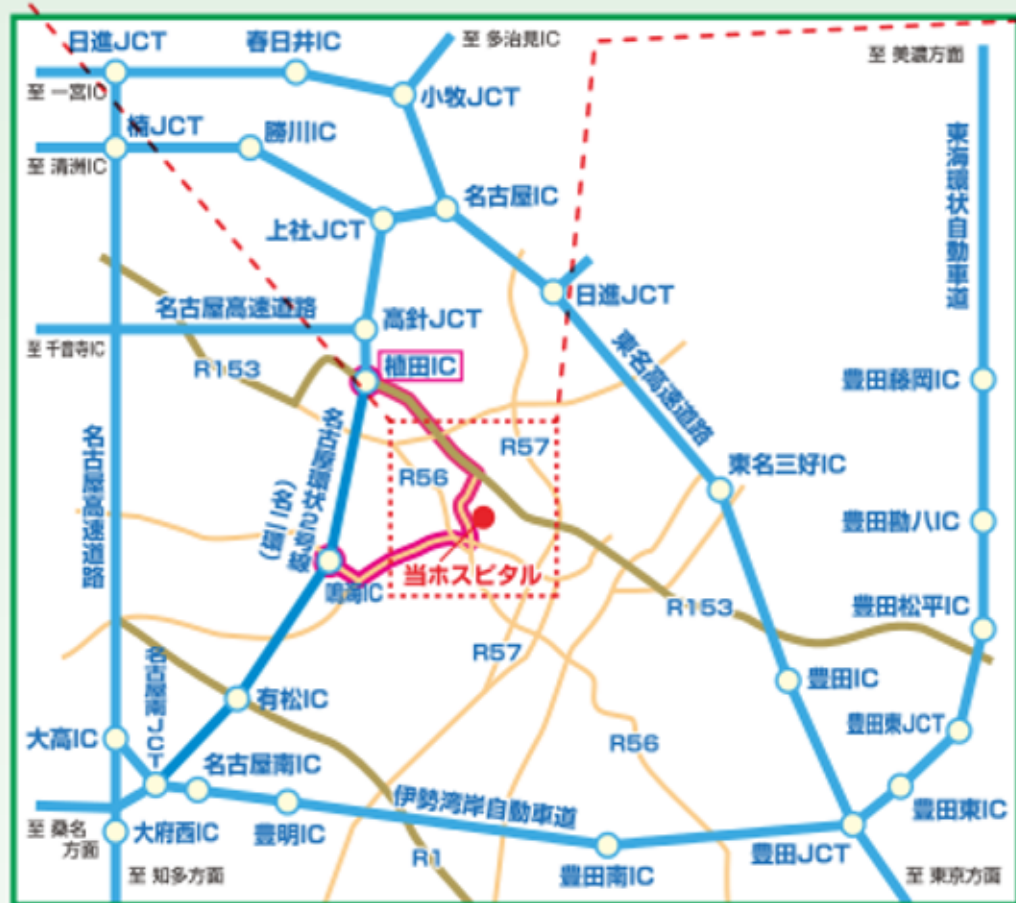 日進JCT
春日井IC
至 多治見IC
至 美濃方面
至 一宮IC
小牧JCT
楠JCT
勝川IC
至 清洲IC
東海環状自動車道
名古屋IC
上社JCT
日進JCT
名古屋高速道路
高針JCT
至 千音寺IC
R153
植田IC
東名高速道路
豊田藤岡IC
名古屋高速道路
R57
R56
東名三好IC
豊田勘八IC
当ホスピタル
鳴海IC
R153
豊田松平IC
R57
名古屋南JCT
有松IC
豊田IC
豊田東JCT
大高IC
R56
名古屋南IC
伊勢湾岸自動車道
豊田東IC
至 桑名
方面
大府西IC
豊明IC
R1
豊田JCT
豊田南IC
至 知多方面
至 東京方面